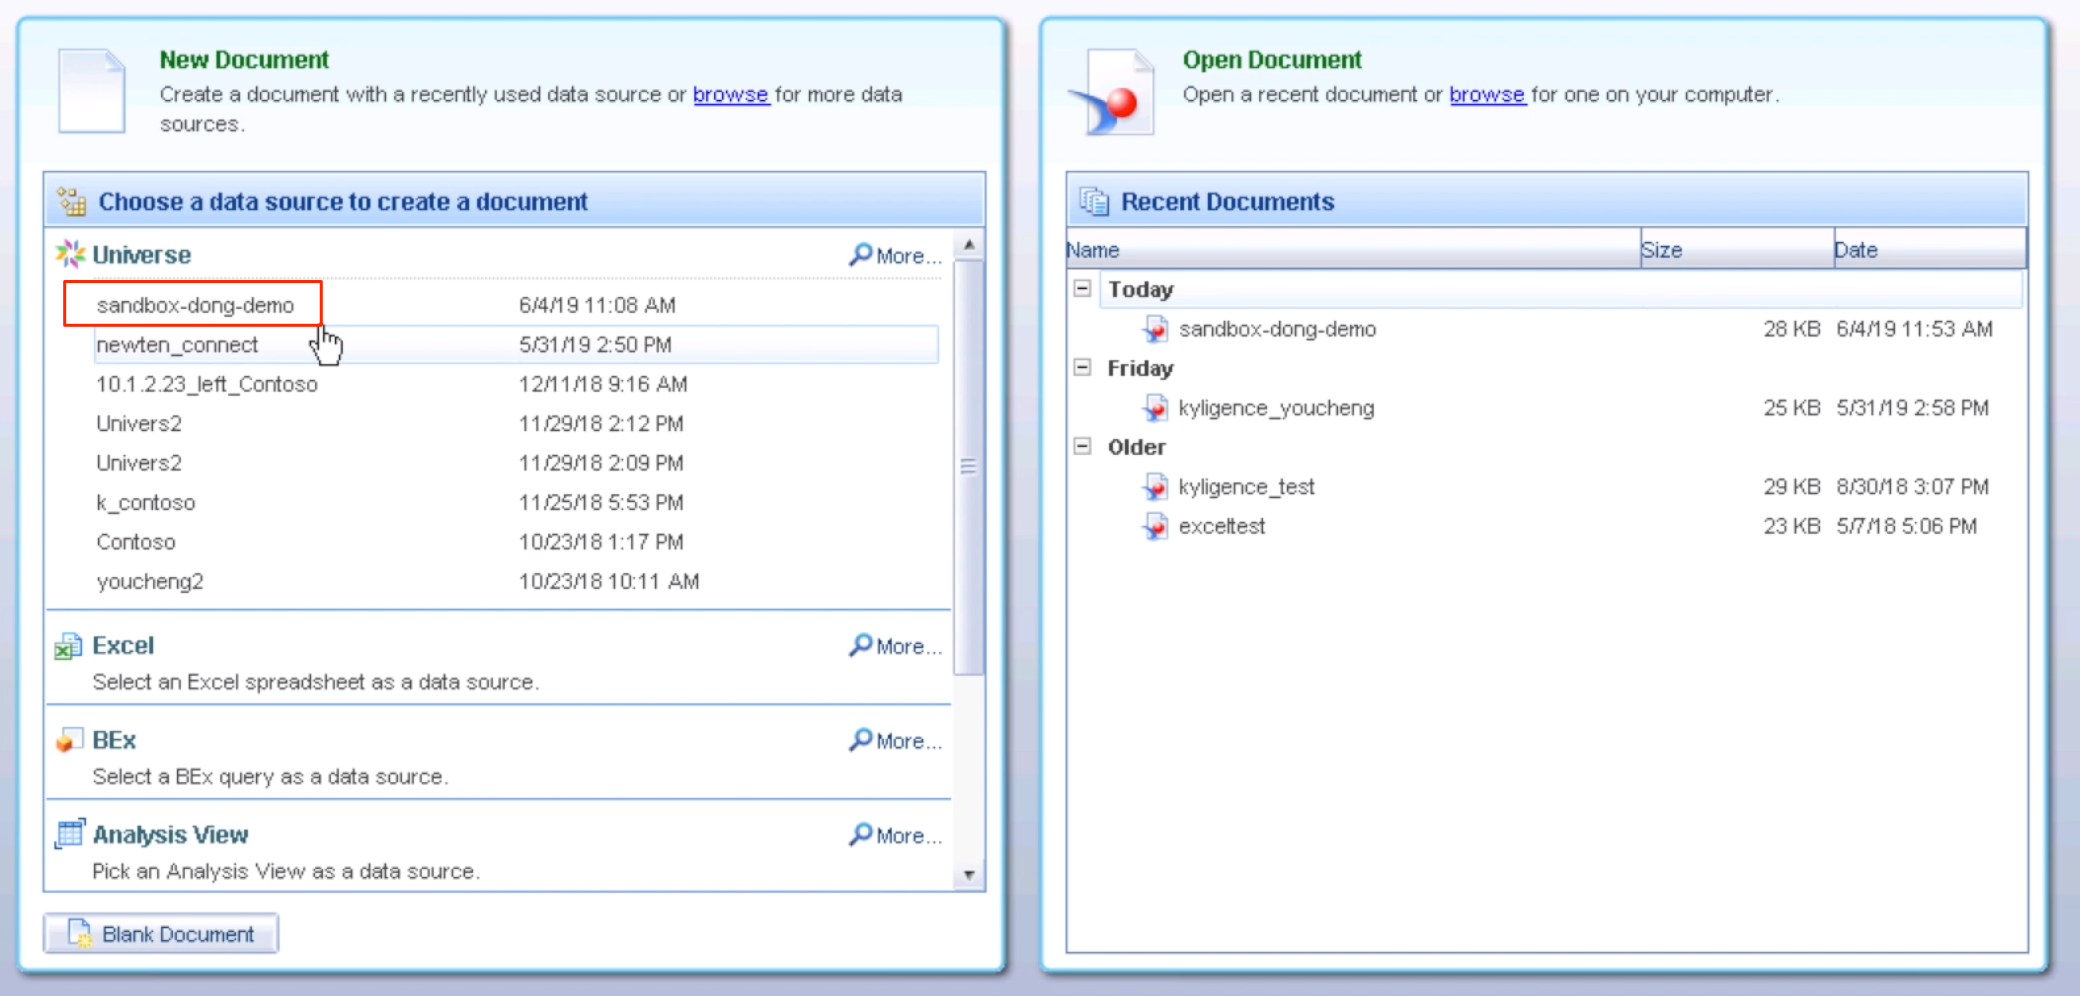 New Document
Create a document with a recently used data source or browse for more data
sources.
Choose a data source to create a document
Universe More...
sandbox-dong-demo 6/4/19 11:08 AM
newten_connect 5/31/19 2:50 PM
10.1.2.23_left_Contoso 12/11/18 9:16 AM
Univers2 11/29/18 2:12 PM
Univers2 11/29/18 2:09 PM
k_contoso 11/25/18 5:53 PM
Contoso 10/23/18 1:17 PM
youcheng2 10/23/18 10:11 AM
Excel More...
Select an Excel spreadsheet as a data source.
BEx More...
Select a BEx query as a data source.
Analysis View More...
Pick an Analysis View as a data source.
Blank Document
Open Document
Open a recent document or browse for one on your computer.
Recent Documents
Name Size Date
Today
sandbox-dong-demo 28 KB 6/4/19 11:53 AM
Friday
kyligence_youcheng 25 KB 5/31/19 2:58 PM
Older
kyligence_test 29 KB 8/30/18 3:07 PM
exceltest 23 KB 5/7/18 5:06 PM